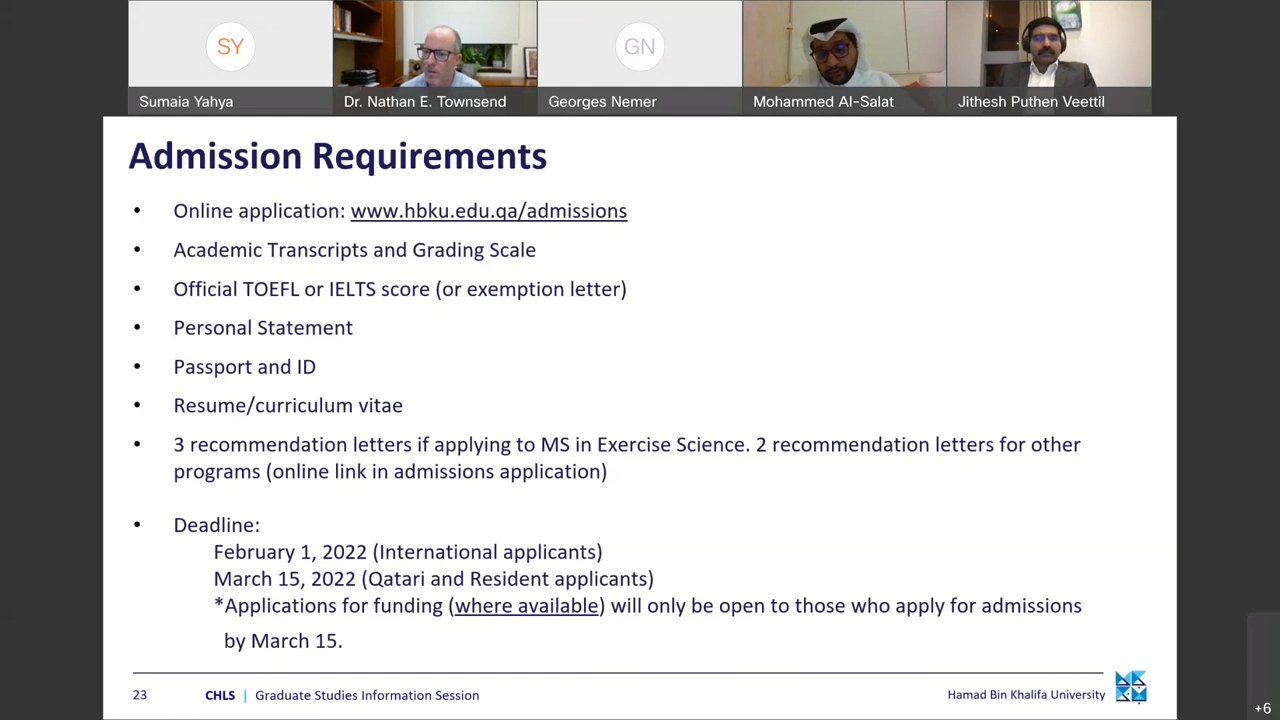 SY
GN
Sumaia Yahya
Dr. Nathan E. Townsend
Georges Nemer
Mohammed Al-Salat
Jithesh Puthen Veettil
Admission Requirements
• Online application: www.hbku.edu.qa/admissions
• Academic Transcripts and Grading Scale
• Official TOEFL or IELTS score (or exemption letter)
• Personal Statement
• Passport and ID
• Resume/curriculum vitae
• 3 recommendation letters if applying to MS in Exercise Science. 2 recommendation letters for other
programs (online link in admissions application)
• Deadline:
February 1, 2022 (International applicants)
March 15, 2022 (Qatari and Resident applicants)
*Applications for funding (where available) will only be open to those who apply for admissions
by March 15.
23 CHLS | Graduate Studies Information Session Hamad Bin Khalifa University
+6